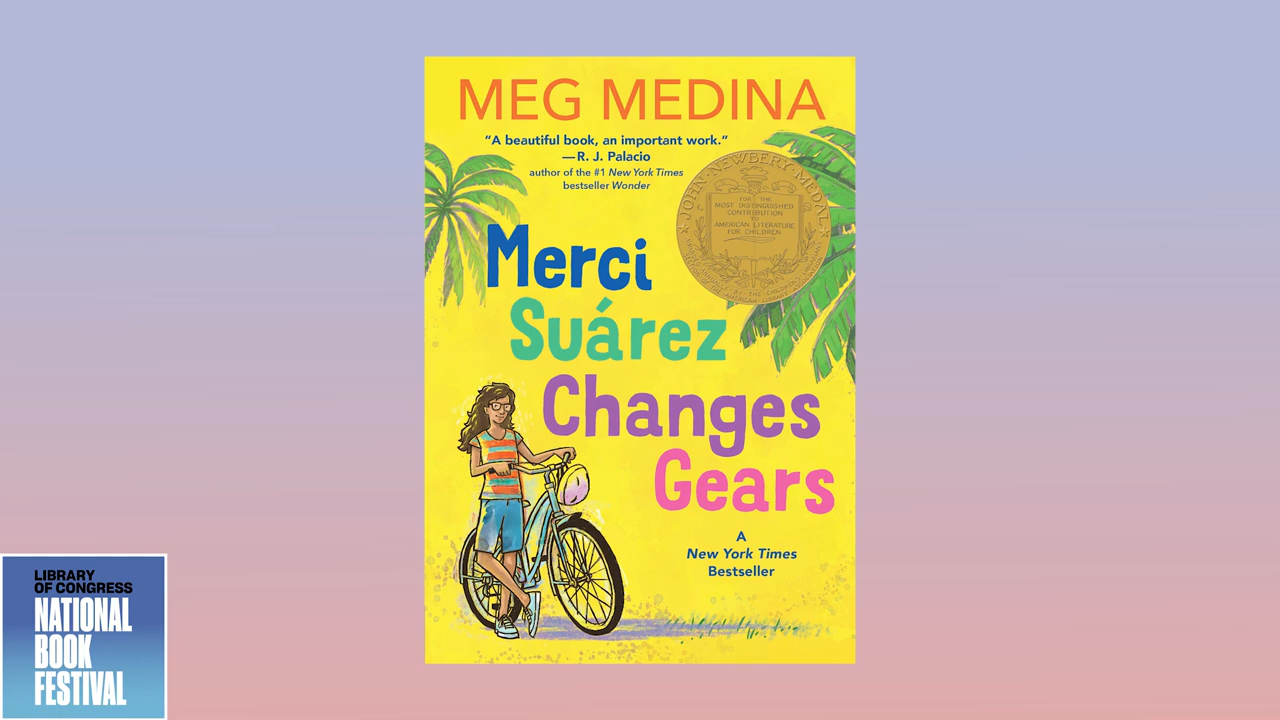 MEG MEDINA
“A beautiful book, an important work.”
—R. J. Palacio
author of the #1 New York Times
bestseller Wonder
JOHN NEWBERY MEDAL
FOR THE
MOST DISTINGUISHED
CONTRIBUTION
TO
AMERICAN LITERATURE
FOR CHILDREN
Merci
Suárez
Changes
Gears
A
New York Times
Bestseller
LIBRARY
OF CONGRESS
NATIONAL
BOOK
FESTIVAL